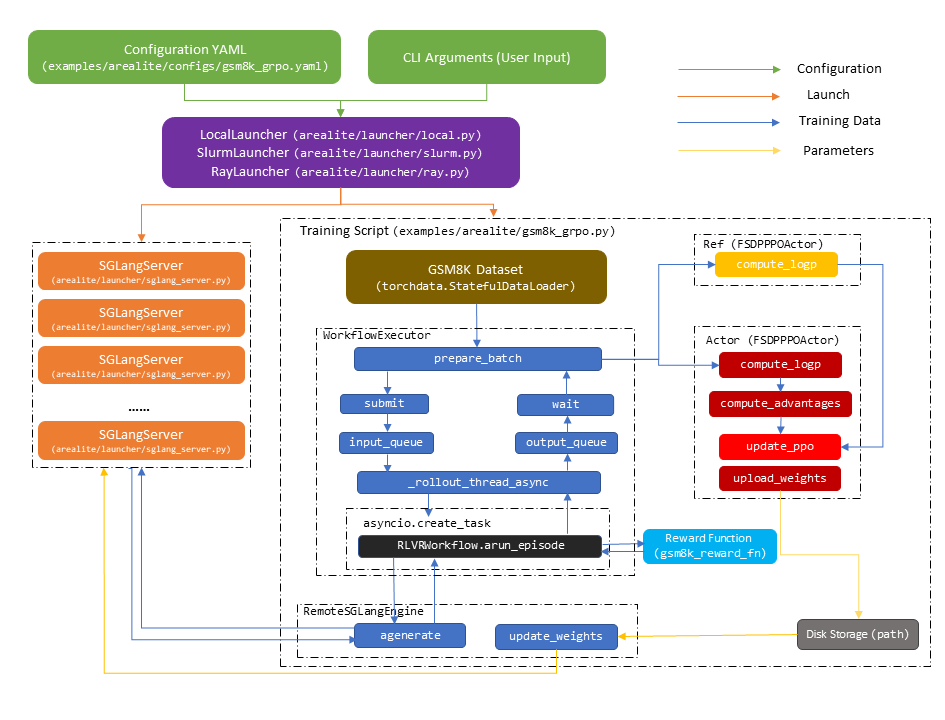 Configuration YAML
(examples/arealite/configs/gsm8k_grpo.yaml)
CLI Arguments (User Input)
Configuration
Launch
Training Data
Parameters
LocalLauncher (arealite/launcher/local.py)
SlurmLauncher (arealite/launcher/slurm.py)
RayLauncher (arealite/launcher/ray.py)
SGLangServer
(arealite/launcher/sglang_server.py)
SGLangServer
(arealite/launcher/sglang_server.py)
SGLangServer
(arealite/launcher/sglang_server.py)
......
SGLangServer
(arealite/launcher/sglang_server.py)
Training Script (examples/arealite/gsm8k_grpo.py)
GSM8K Dataset
(torchdata.StatefulDataLoader)
WorkflowExecutor
prepare_batch
submit
wait
input_queue
output_queue
_rollout_thread_async
asyncio.create_task
RLVRWorkflow.arun_episode
Reward Function
(gsm8k_reward_fn)
Ref (FSDPPPOActor)
compute_logp
Actor (FSDPPPOActor)
compute_logp
compute_advantages
update_ppo
upload_weights
RemoteSGLangEngine
agenerate
update_weights
Disk Storage (path)